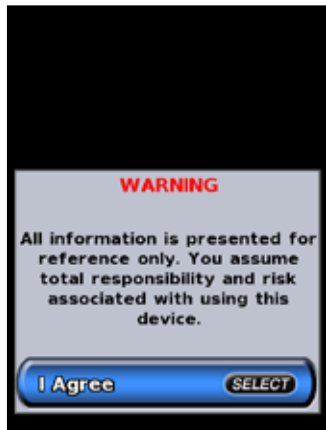 WARNING
All information is presented for
reference only. You assume
total responsibility and risk
associated with using this
device.
I Agree SELECT